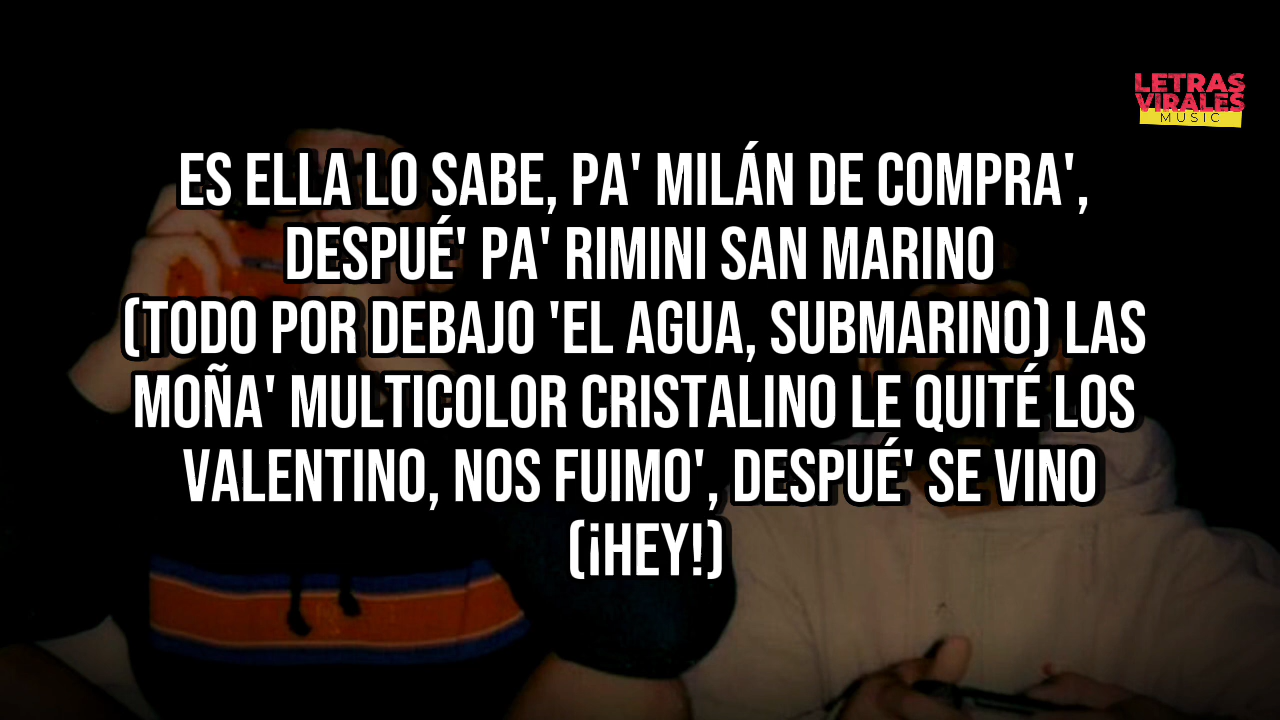 LETRAS
VIRALES
MUSIC
ES ELLA LO SABE, PA' MILÁN DE COMPRA',
DESPUÉ' PA' RIMINI SAN MARINO
(TODO POR DEBAJO 'EL AGUA, SUBMARINO) LAS
MOÑA' MULTICOLOR CRISTALINO LE QUITÉ LOS
VALENTINO, NOS FUIMO', DESPUÉ' SE VINO
(¡HEY!)